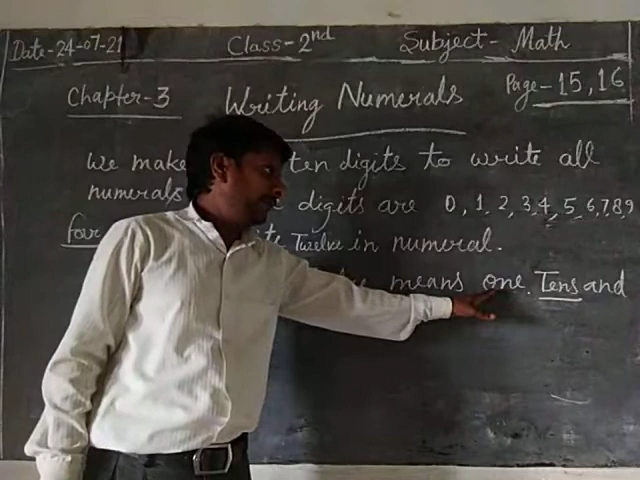 Date-24-07-21 Class-2nd Subject- Math
Chapter-3 Writing Numerals Page-15,16
We make ten digits to write all
numerals digits are 0, 1, 2, 3, 4, 5, 6, 7, 8, 9
Twelve in numeral.
means one. Tens and